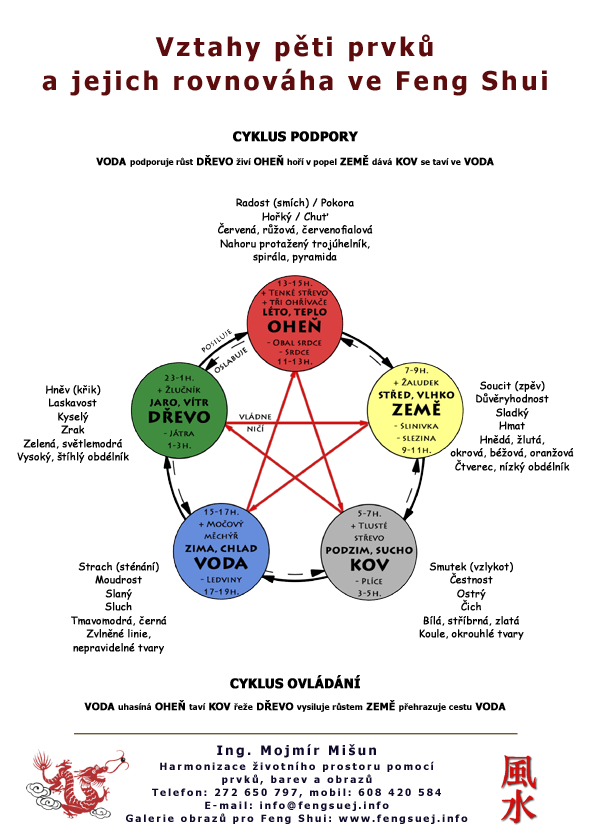 Vztahy pěti prvků
a jejich rovnováha ve Feng Shui
CYKLUS PODPORY
VODA podporuje růst DŘEVO živí OHEŇ hoří v popel ZEMĚ dává KOV se taví ve VODA
Radost (smích) / Pokora
Hořký / Chuť
Červená, růžová, červenofialová
Nahoru protažený trojúhelník,
spirála, pyramida
13-15H.
+ TENKÉ STŘEVO
+ TŘI OHŘÍVAČE
LÉTO, TEPLO
OHEŇ
- OBAL SRDCE
- SRDCE
11-13H.
POSILUJE
OSLABUJE
Hněv (křik)
Laskavost
Kyselý
Zrak
Zelená, světlemodrá
Vysoký, štíhlý obdélník
23-1H.
+ ŽLUČNÍK
JARO, VÍTR
DŘEVO
- JÁTRA
1-3H.
VLÁDNE
NIČÍ
7-9H.
+ ŽALUDEK
STŘED, VLHKO
ZEMĚ
- SLINIVKA
- SLEZINA
9-11H.
Soucit (zpěv)
Důvěryhodnost
Sladký
Hmat
Hnědá, žlutá,
okrová, béžová, oranžová
Čtverec, nízký obdélník
15-17H.
+ MOČOVÝ
MĚCHÝŘ
ZIMA, CHLAD
VODA
- LEDVINY
17-19H.
5-7H.
+ TLUSTÉ
STŘEVO
PODZIM, SUCHO
KOV
- PLÍCE
3-5H.
Strach (sténání)
Moudrost
Slaný
Sluch
Tmavomodrá, černá
Zvlněné linie,
nepravidelné tvary
Smutek (vzlykot)
Čestnost
Ostrý
Čich
Bílá, stříbrná, zlatá
Koule, okrouhlé tvary
CYKLUS OVLÁDÁNÍ
VODA uhasíná OHEŇ taví KOV řeže DŘEVO vysiluje růstem ZEMĚ přehrazuje cestu VODA
Ing. Mojmír Mišun
Harmonizace životního prostoru pomocí
prvků, barev a obrazů
Telefon: 272 650 797, mobil: 608 420 584
E-mail: info@fengsuej.info
Galerie obrazů pro Feng Shui: www.fengsuej.info
風
水